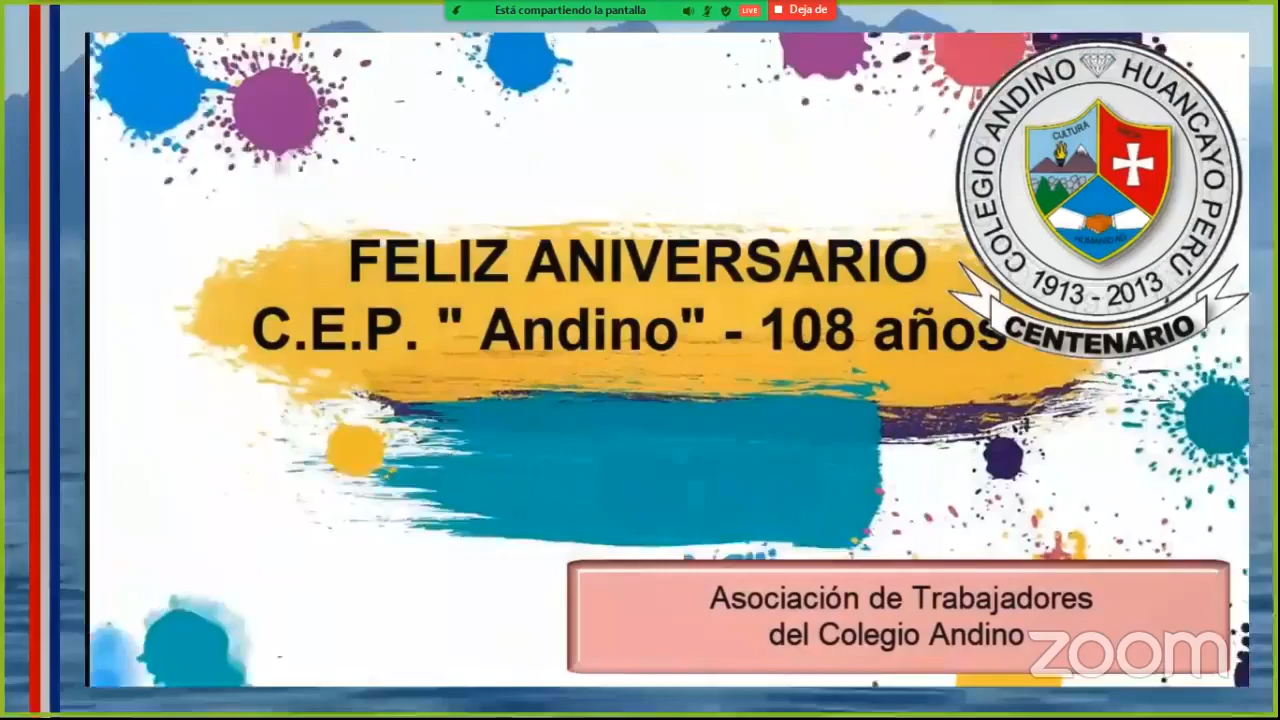 Está compartiendo la pantalla
LIVE
Deja de
COLEGIO ANDINO HUANCAYO PERÚ
CULTURA
HUMANIDAD
1913 - 2013
CENTENARIO
FELIZ ANIVERSARIO
C.E.P. " Andino" - 108 años
Asociación de Trabajadores
del Colegio Andino
zoom